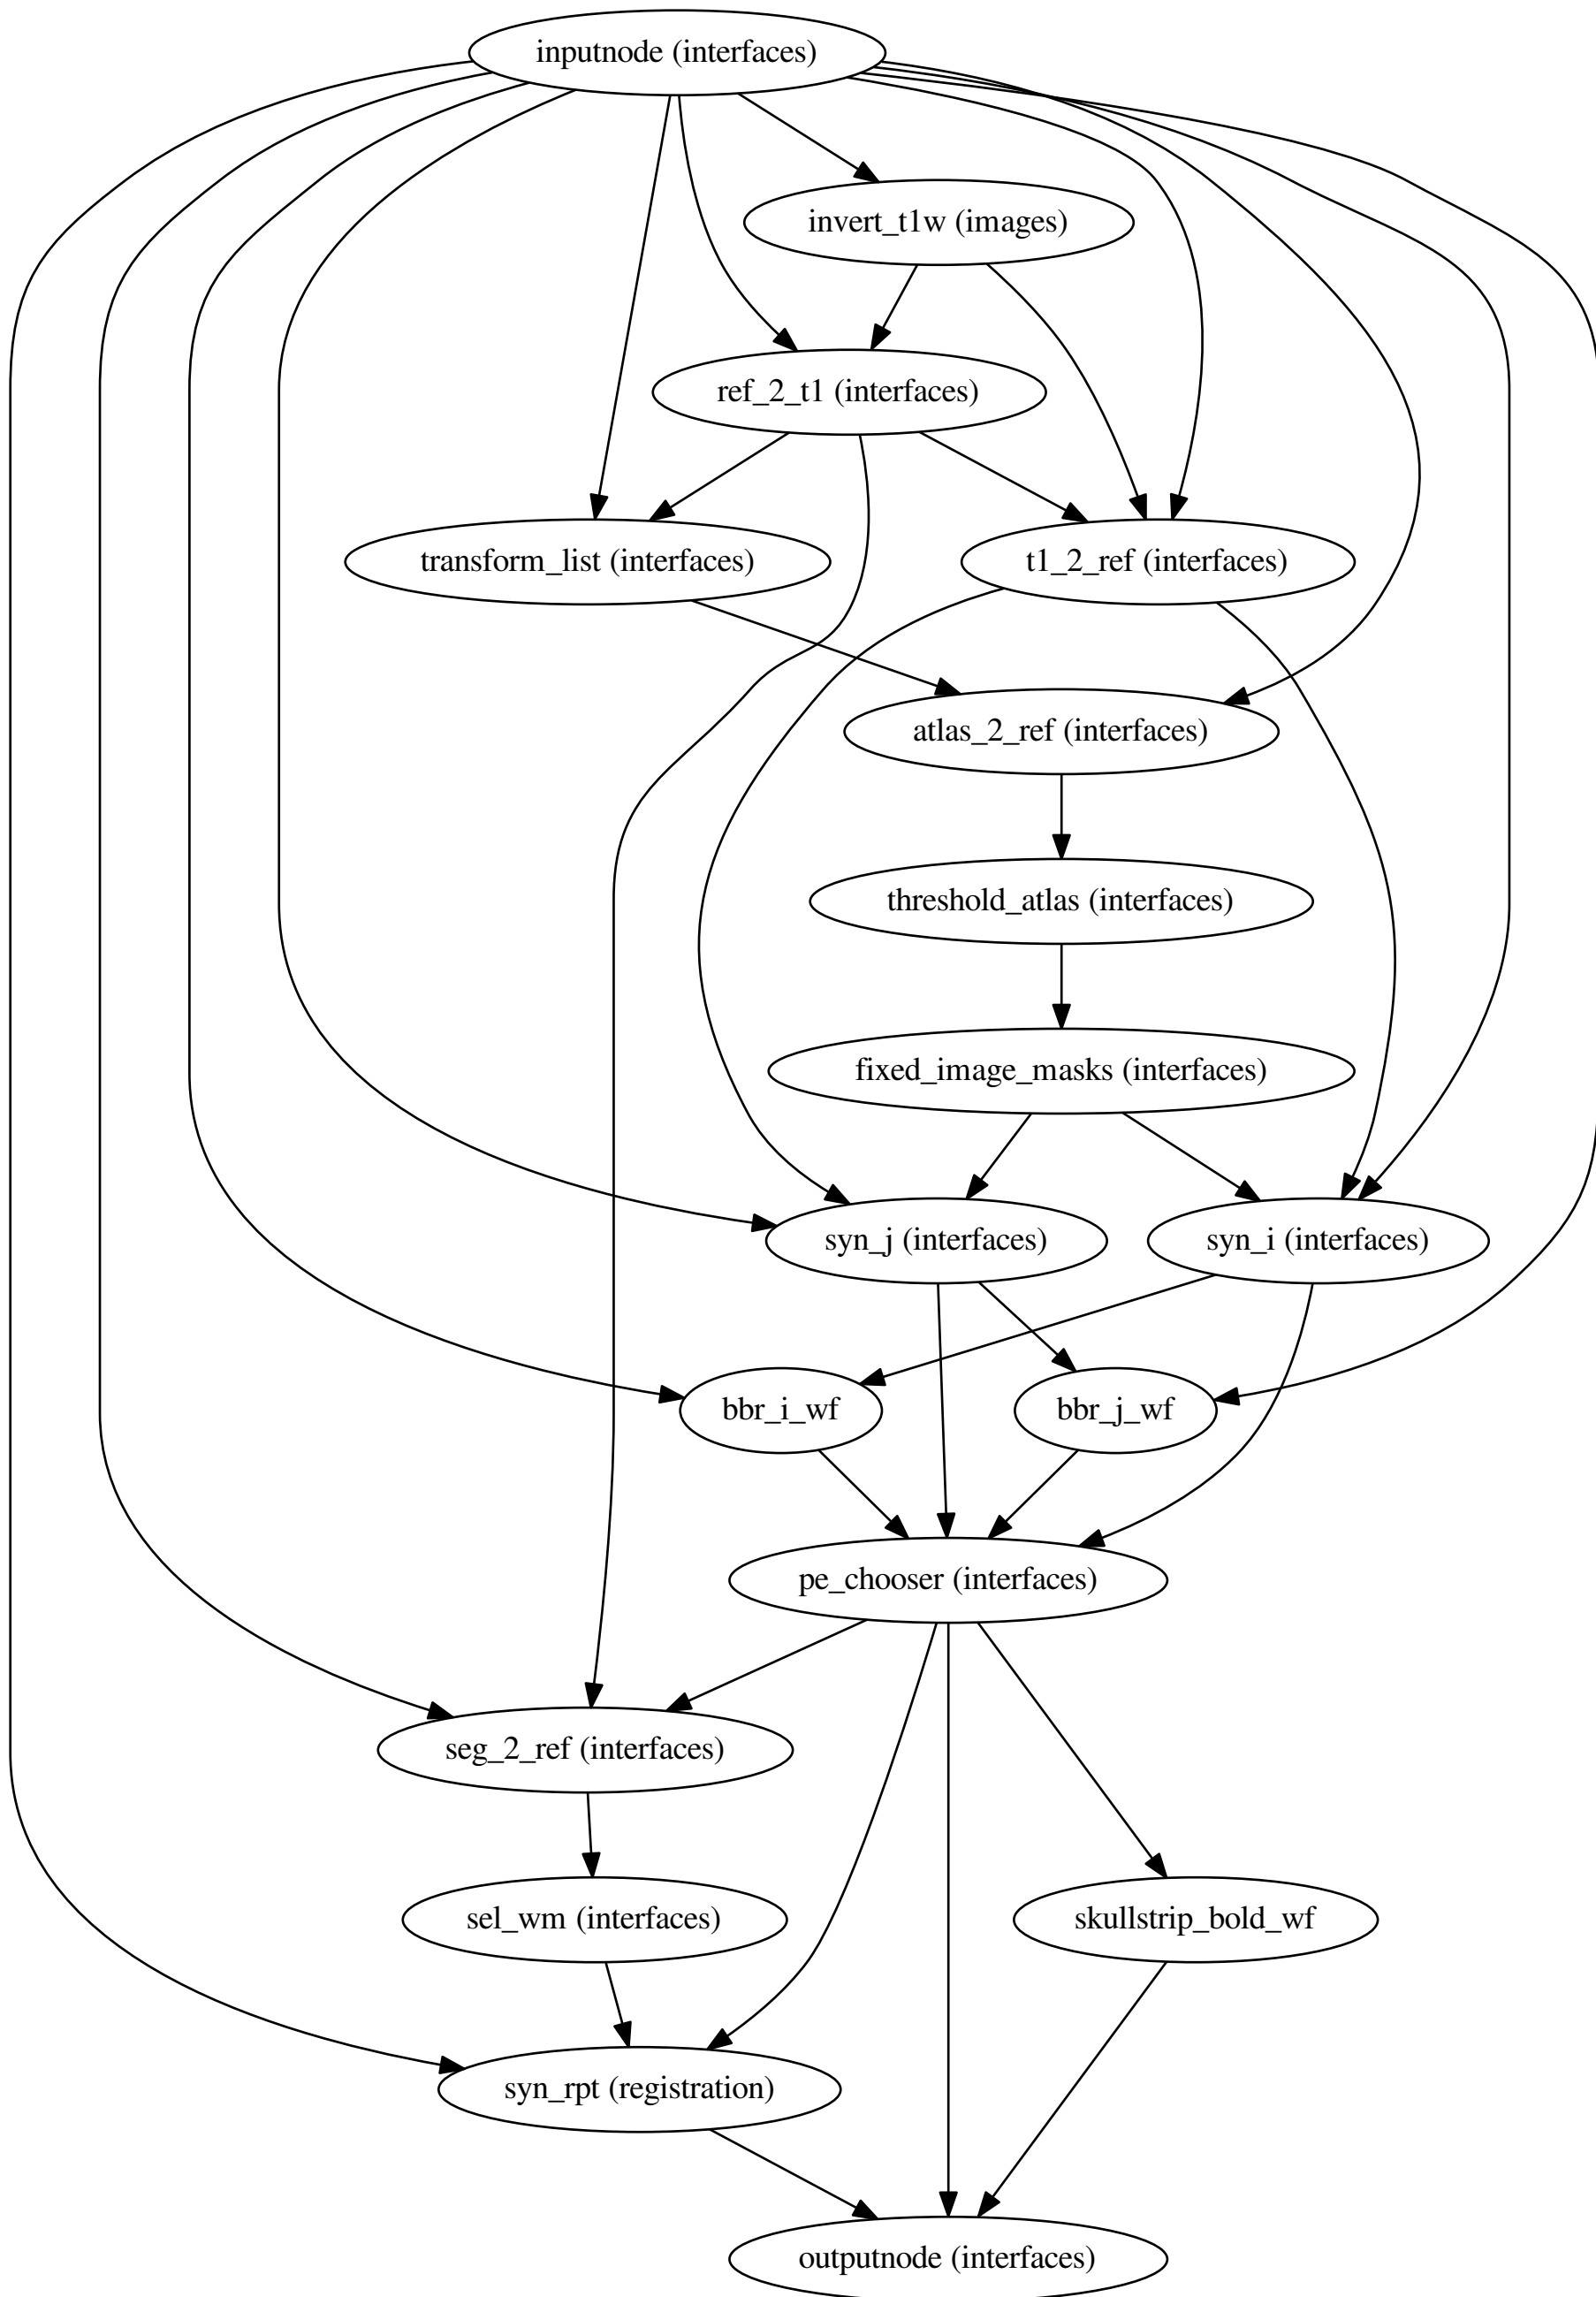 inputnode (interfaces)
invert_t1w (images)
ref_2_t1 (interfaces)
transform_list (interfaces)
t1_2_ref (interfaces)
atlas_2_ref (interfaces)
threshold_atlas (interfaces)
fixed_image_masks (interfaces)
syn_j (interfaces)
syn_i (interfaces)
bbr_i_wf
bbr_j_wf
pe_chooser (interfaces)
seg_2_ref (interfaces)
sel_wm (interfaces)
skullstrip_bold_wf
syn_rpt (registration)
outputnode (interfaces)